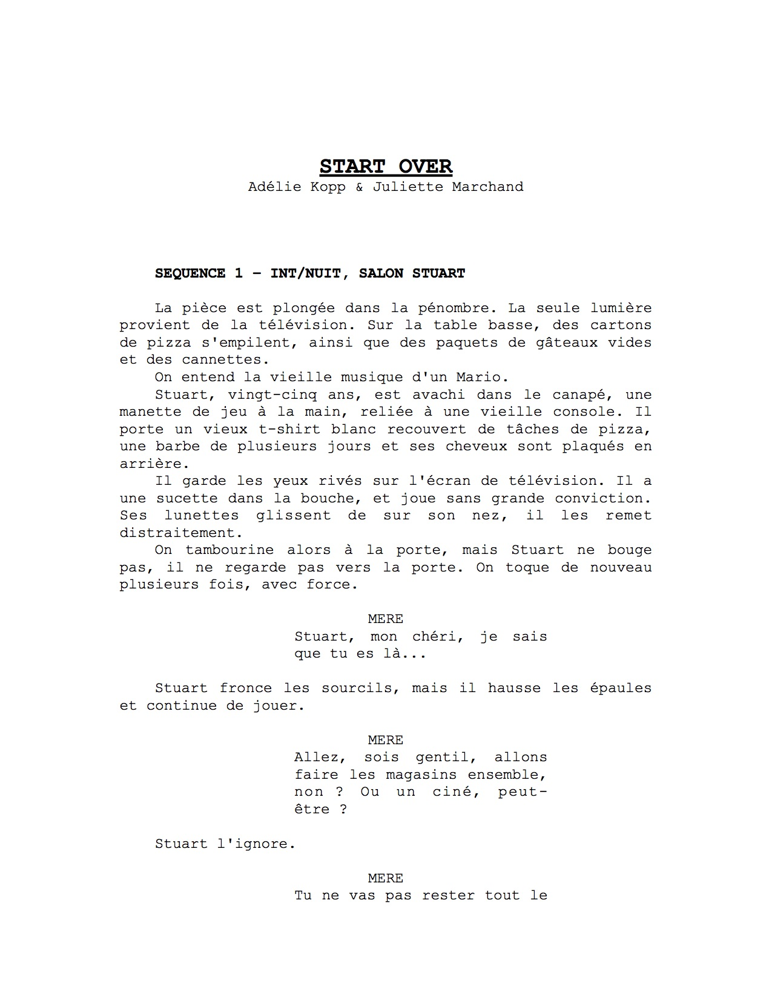 START OVER
Adélie Kopp & Juliette Marchand
SEQUENCE 1 – INT/NUIT, SALON STUART
La pièce est plongée dans la pénombre. La seule lumière
provient de la télévision. Sur la table basse, des cartons
de pizza s'empilent, ainsi que des paquets de gâteaux vides
et des cannettes.
On entend la vieille musique d'un Mario.
Stuart, vingt-cinq ans, est avachi dans le canapé, une
manette de jeu à la main, reliée à une vieille console. Il
porte un vieux t-shirt blanc recouvert de tâches de pizza,
une barbe de plusieurs jours et ses cheveux sont plaqués en
arrière.
Il garde les yeux rivés sur l'écran de télévision. Il a
une sucette dans la bouche, et joue sans grande conviction.
Ses lunettes glissent de sur son nez, il les remet
distraitement.
On tambourine alors à la porte, mais Stuart ne bouge
pas, il ne regarde pas vers la porte. On toque de nouveau
plusieurs fois, avec force.
MERE
Stuart, mon chéri, je sais
que tu es là...
Stuart fronce les sourcils, mais il hausse les épaules
et continue de jouer.
MERE
Allez, sois gentil, allons
faire les magasins ensemble,
non ? Ou un ciné, peut-
être ?
Stuart l'ignore.
MERE
Tu ne vas pas rester tout le